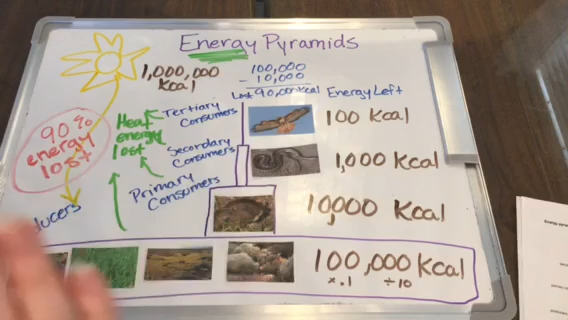 Energy Pyramids
1,000,000
Kcal
100,000
- 10,000
Lost 90,000Kcal
Energy Left
90%
energy
lost
Heat
energy
lost
Tertiary
Consumers
100 Kcal
Secondary
Consumers
1,000 Kcal
Primary
Consumers
10,000 Kcal
ducers
100,000 Kcal
x .1 ÷10